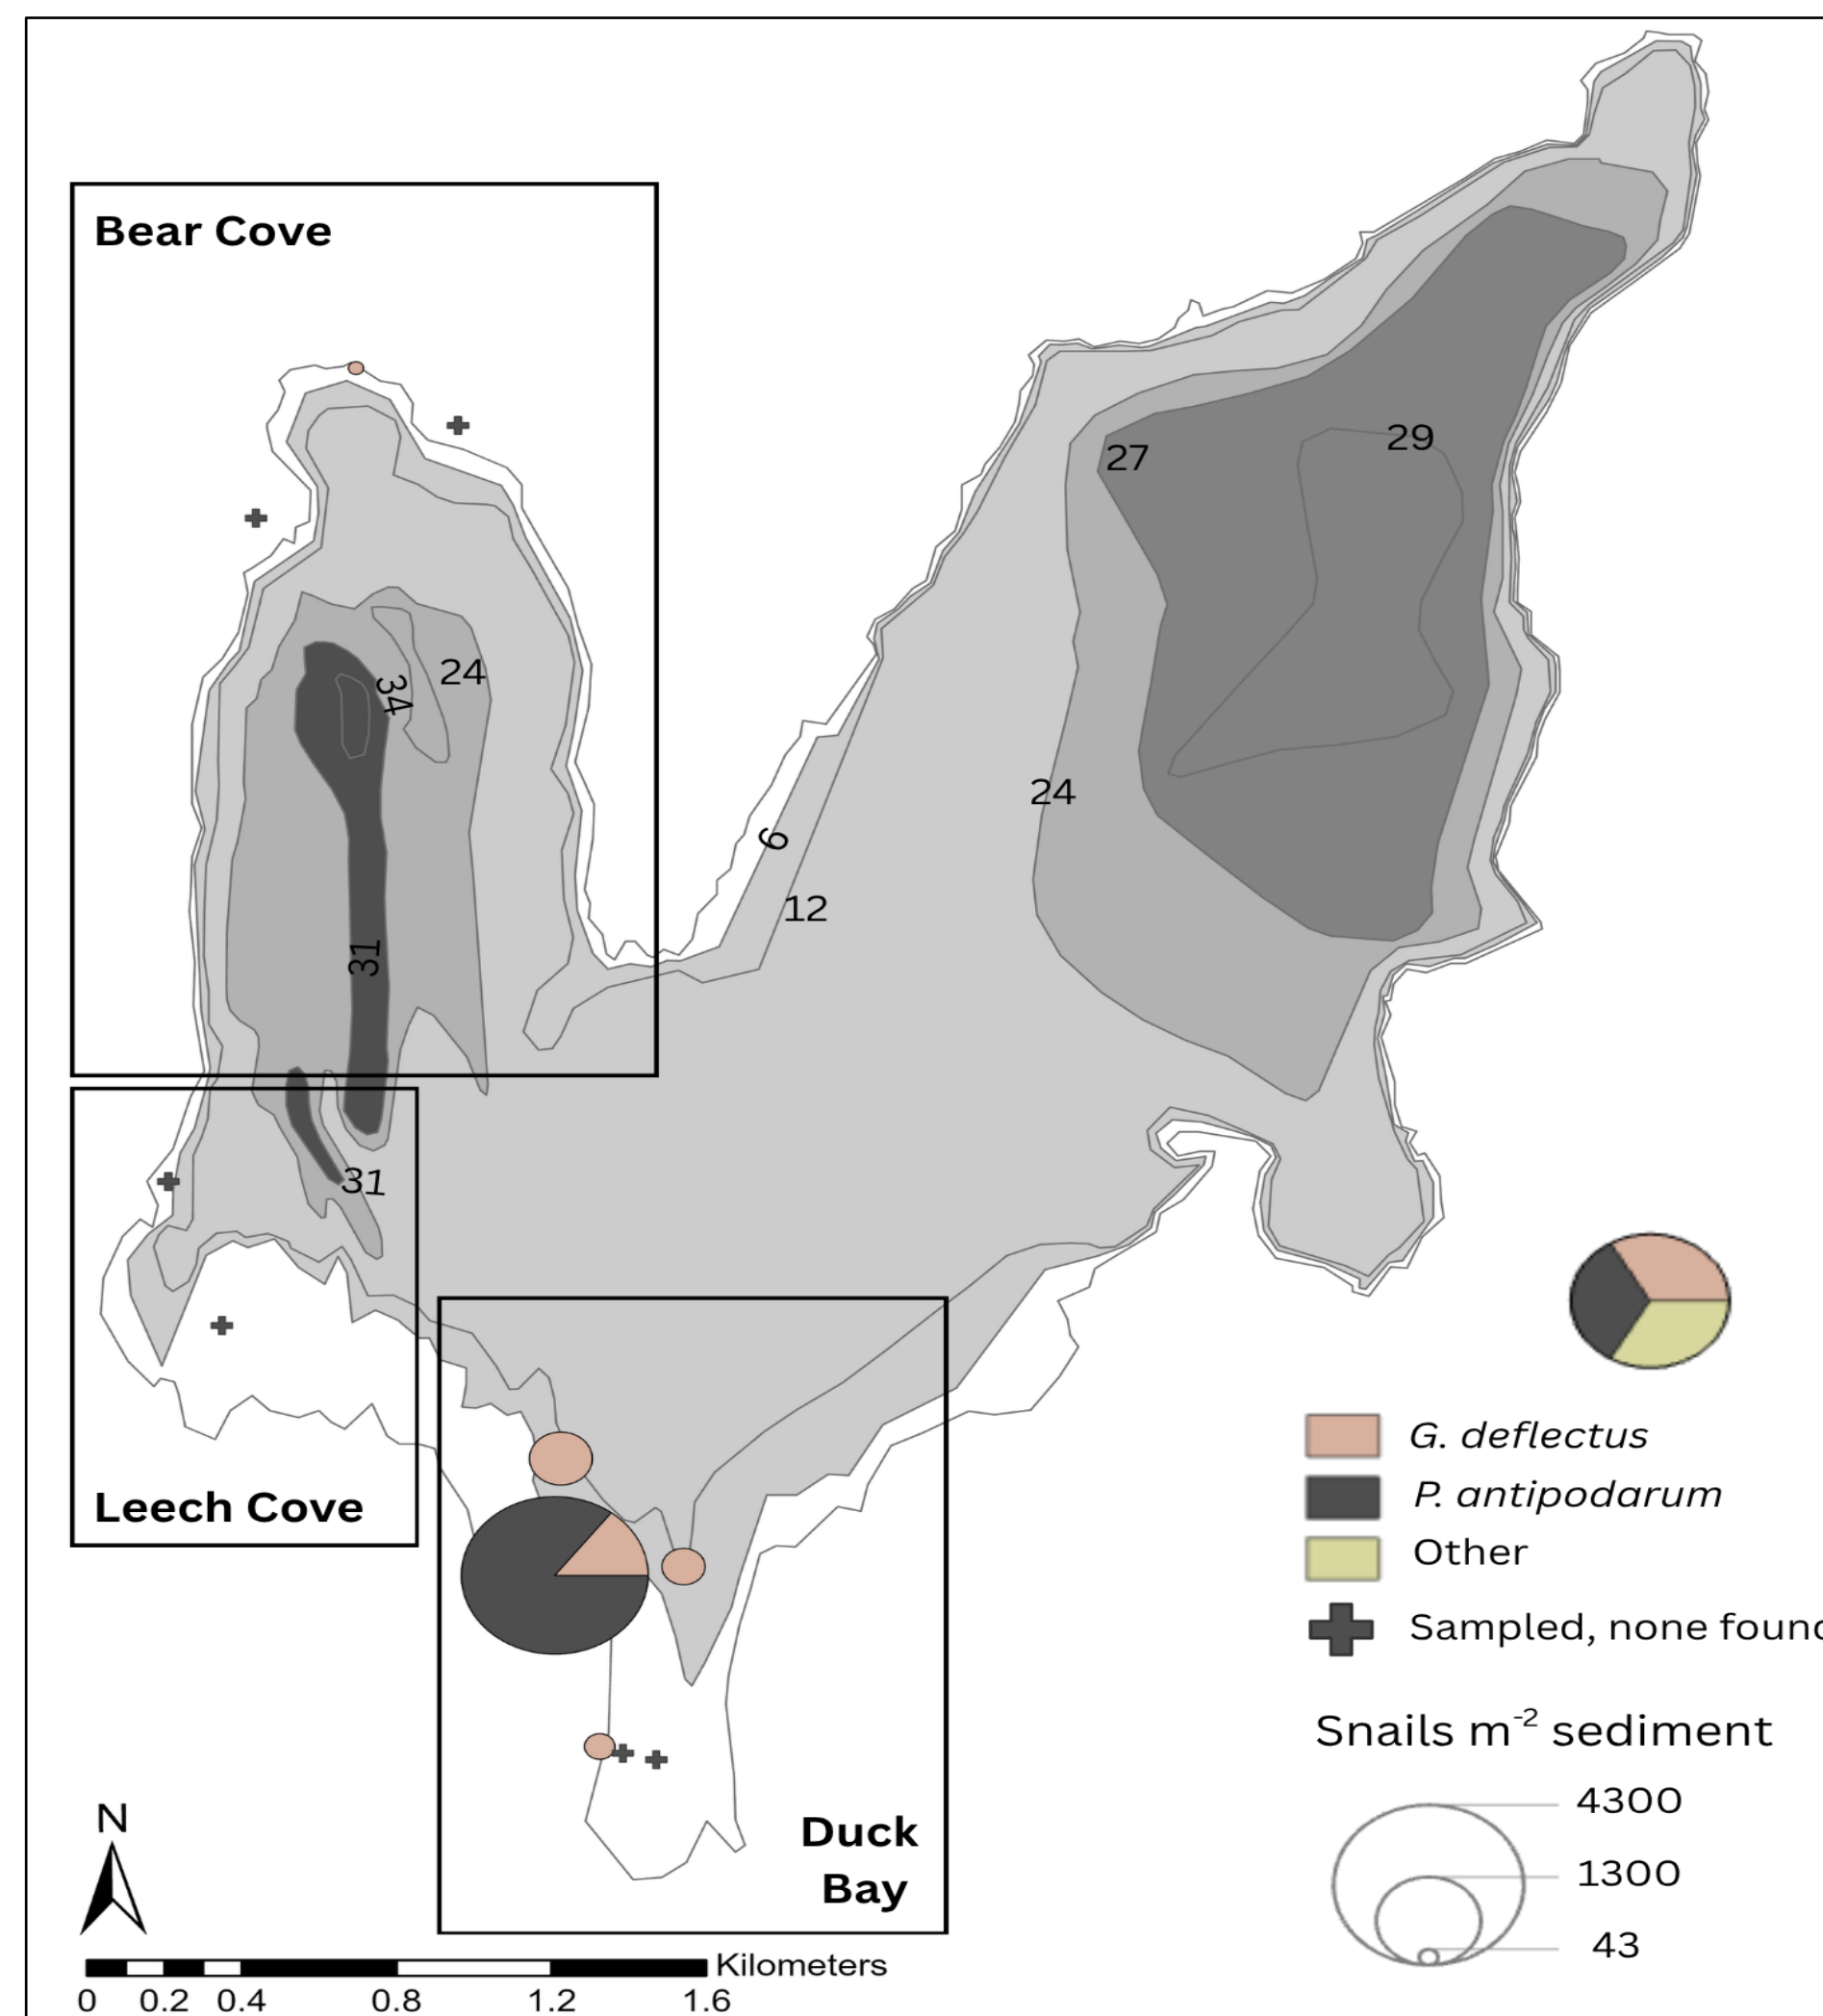 Bear Cove
29
27
34
24
24
6
12
31
31
Leech Cove
G. deflectus
P. antipodarum
Other
Sampled, none foun
Snails m-2 sediment
4300
1300
43
Duck
Bay
N
Kilometers
0 0.2 0.4 0.8 1.2 1.6